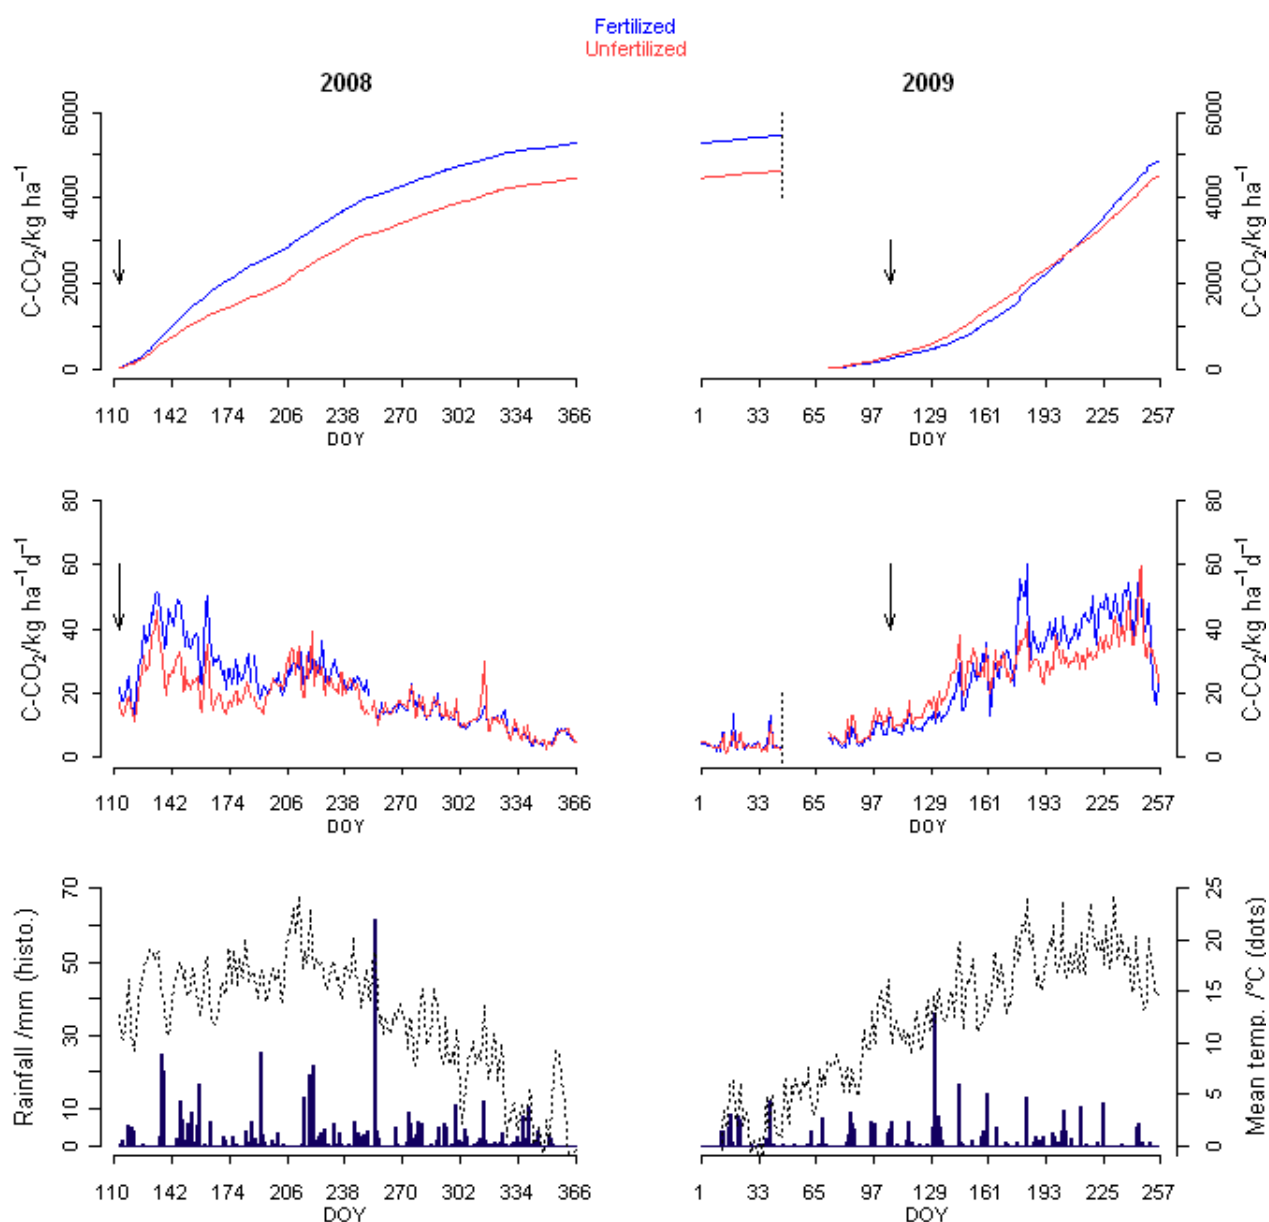 Fertilized
Unfertilized
2008 2009
C-CO2/kg ha−1
6000
4000
2000
0
110 142 174 206 238 270 302 334 366
DOY
1 33 97 129 161 193 225 257
DOY
6000
4000
2000
0
C-CO2/kg ha−1
C-CO2/kg ha−1d−1
80
60
40
20
0
110 142 174 206 238 270 302 334 366
DOY
1 33 65 97 129 161 193 225 257
DOY
80
60
40
20
0
C-CO2/kg ha−1d−1
Rainfall /mm (histo.)
70
50
30
10
0
110 142 174 206 238 270 302 334 366
DOY
1 33 65 97 129 161 193 225 257
DOY
25
20
15
10
5
0
Mean temp. /°C (dots)